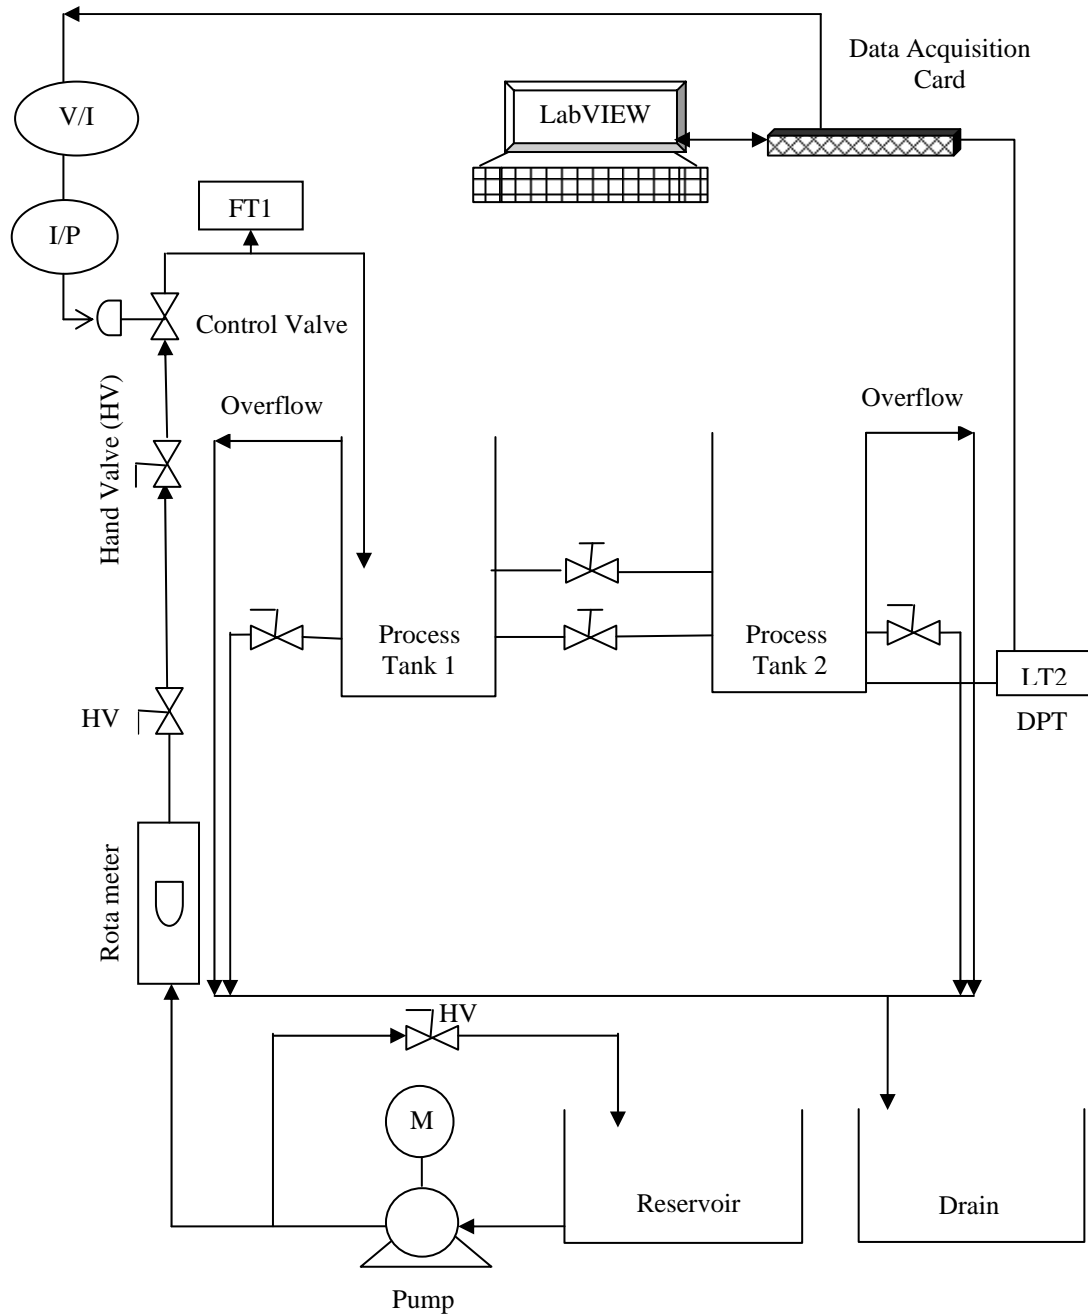 Data Acquisition
Card
V/I
LabVIEW
FT1
I/P
Control Valve
Hand Valve (HV)
Overflow
Overflow
Process
Tank 1
Process
Tank 2
LT2
DPT
HV
Rota meter
HV
M
Reservoir
Drain
Pump